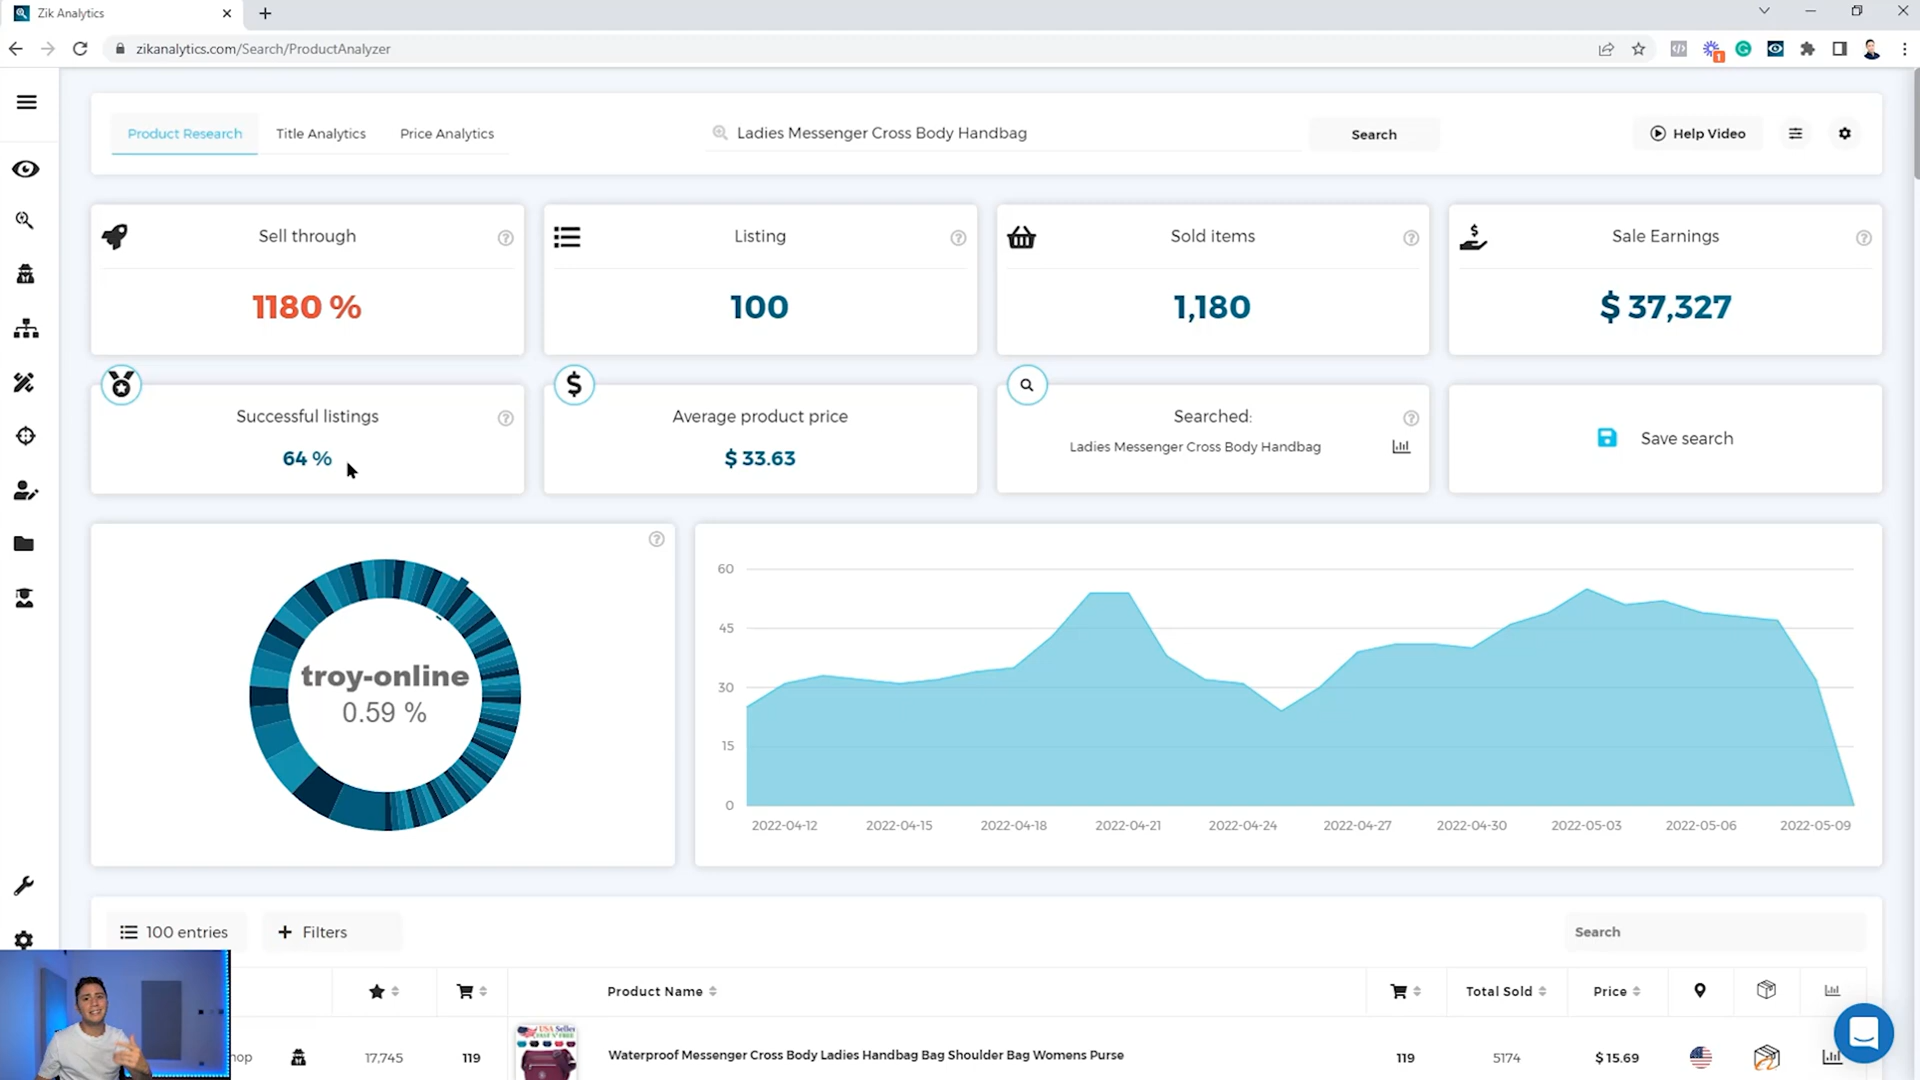 Zik Analytics
zikanalytics.com/Search/ProductAnalyzer
1
Product Research
Title Analytics
Price Analytics
Ladies Messenger Cross Body Handbag
Search
Help Video
Sell through
1180 %
Listing
100
Sold items
1,180
Sale Earnings
$ 37,327
Successful listings
64 %
Average product price
$ 33.63
Searched:
Ladies Messenger Cross Body Handbag
Save search
troy-online
0.59 %
60
45
30
15
0
2022-04-12 2022-04-15 2022-04-18 2022-04-21 2022-04-24 2022-04-27 2022-04-30 2022-05-03 2022-05-06 2022-05-09
100 entries
Filters
Search
Product Name
Total Sold
Price
hop
17,745
119
USA Seller
Waterproof Messenger Cross Body Ladies Handbag Bag Shoulder Bag Womens Purse
119
5174
$ 15.69